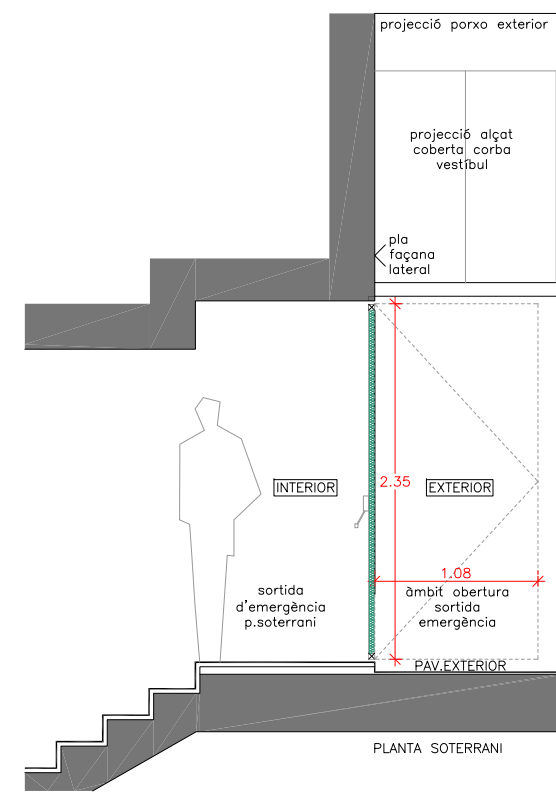 projecció porxo exterior
projecció alçat
coberta corba
vestíbul
pla
façana
lateral
2.35
INTERIOR
EXTERIOR
1.08
sortida
d'emergència
p.soterrani
àmbit obertura
sortida
emergència
PAV.EXTERIOR
PLANTA SOTERRANI